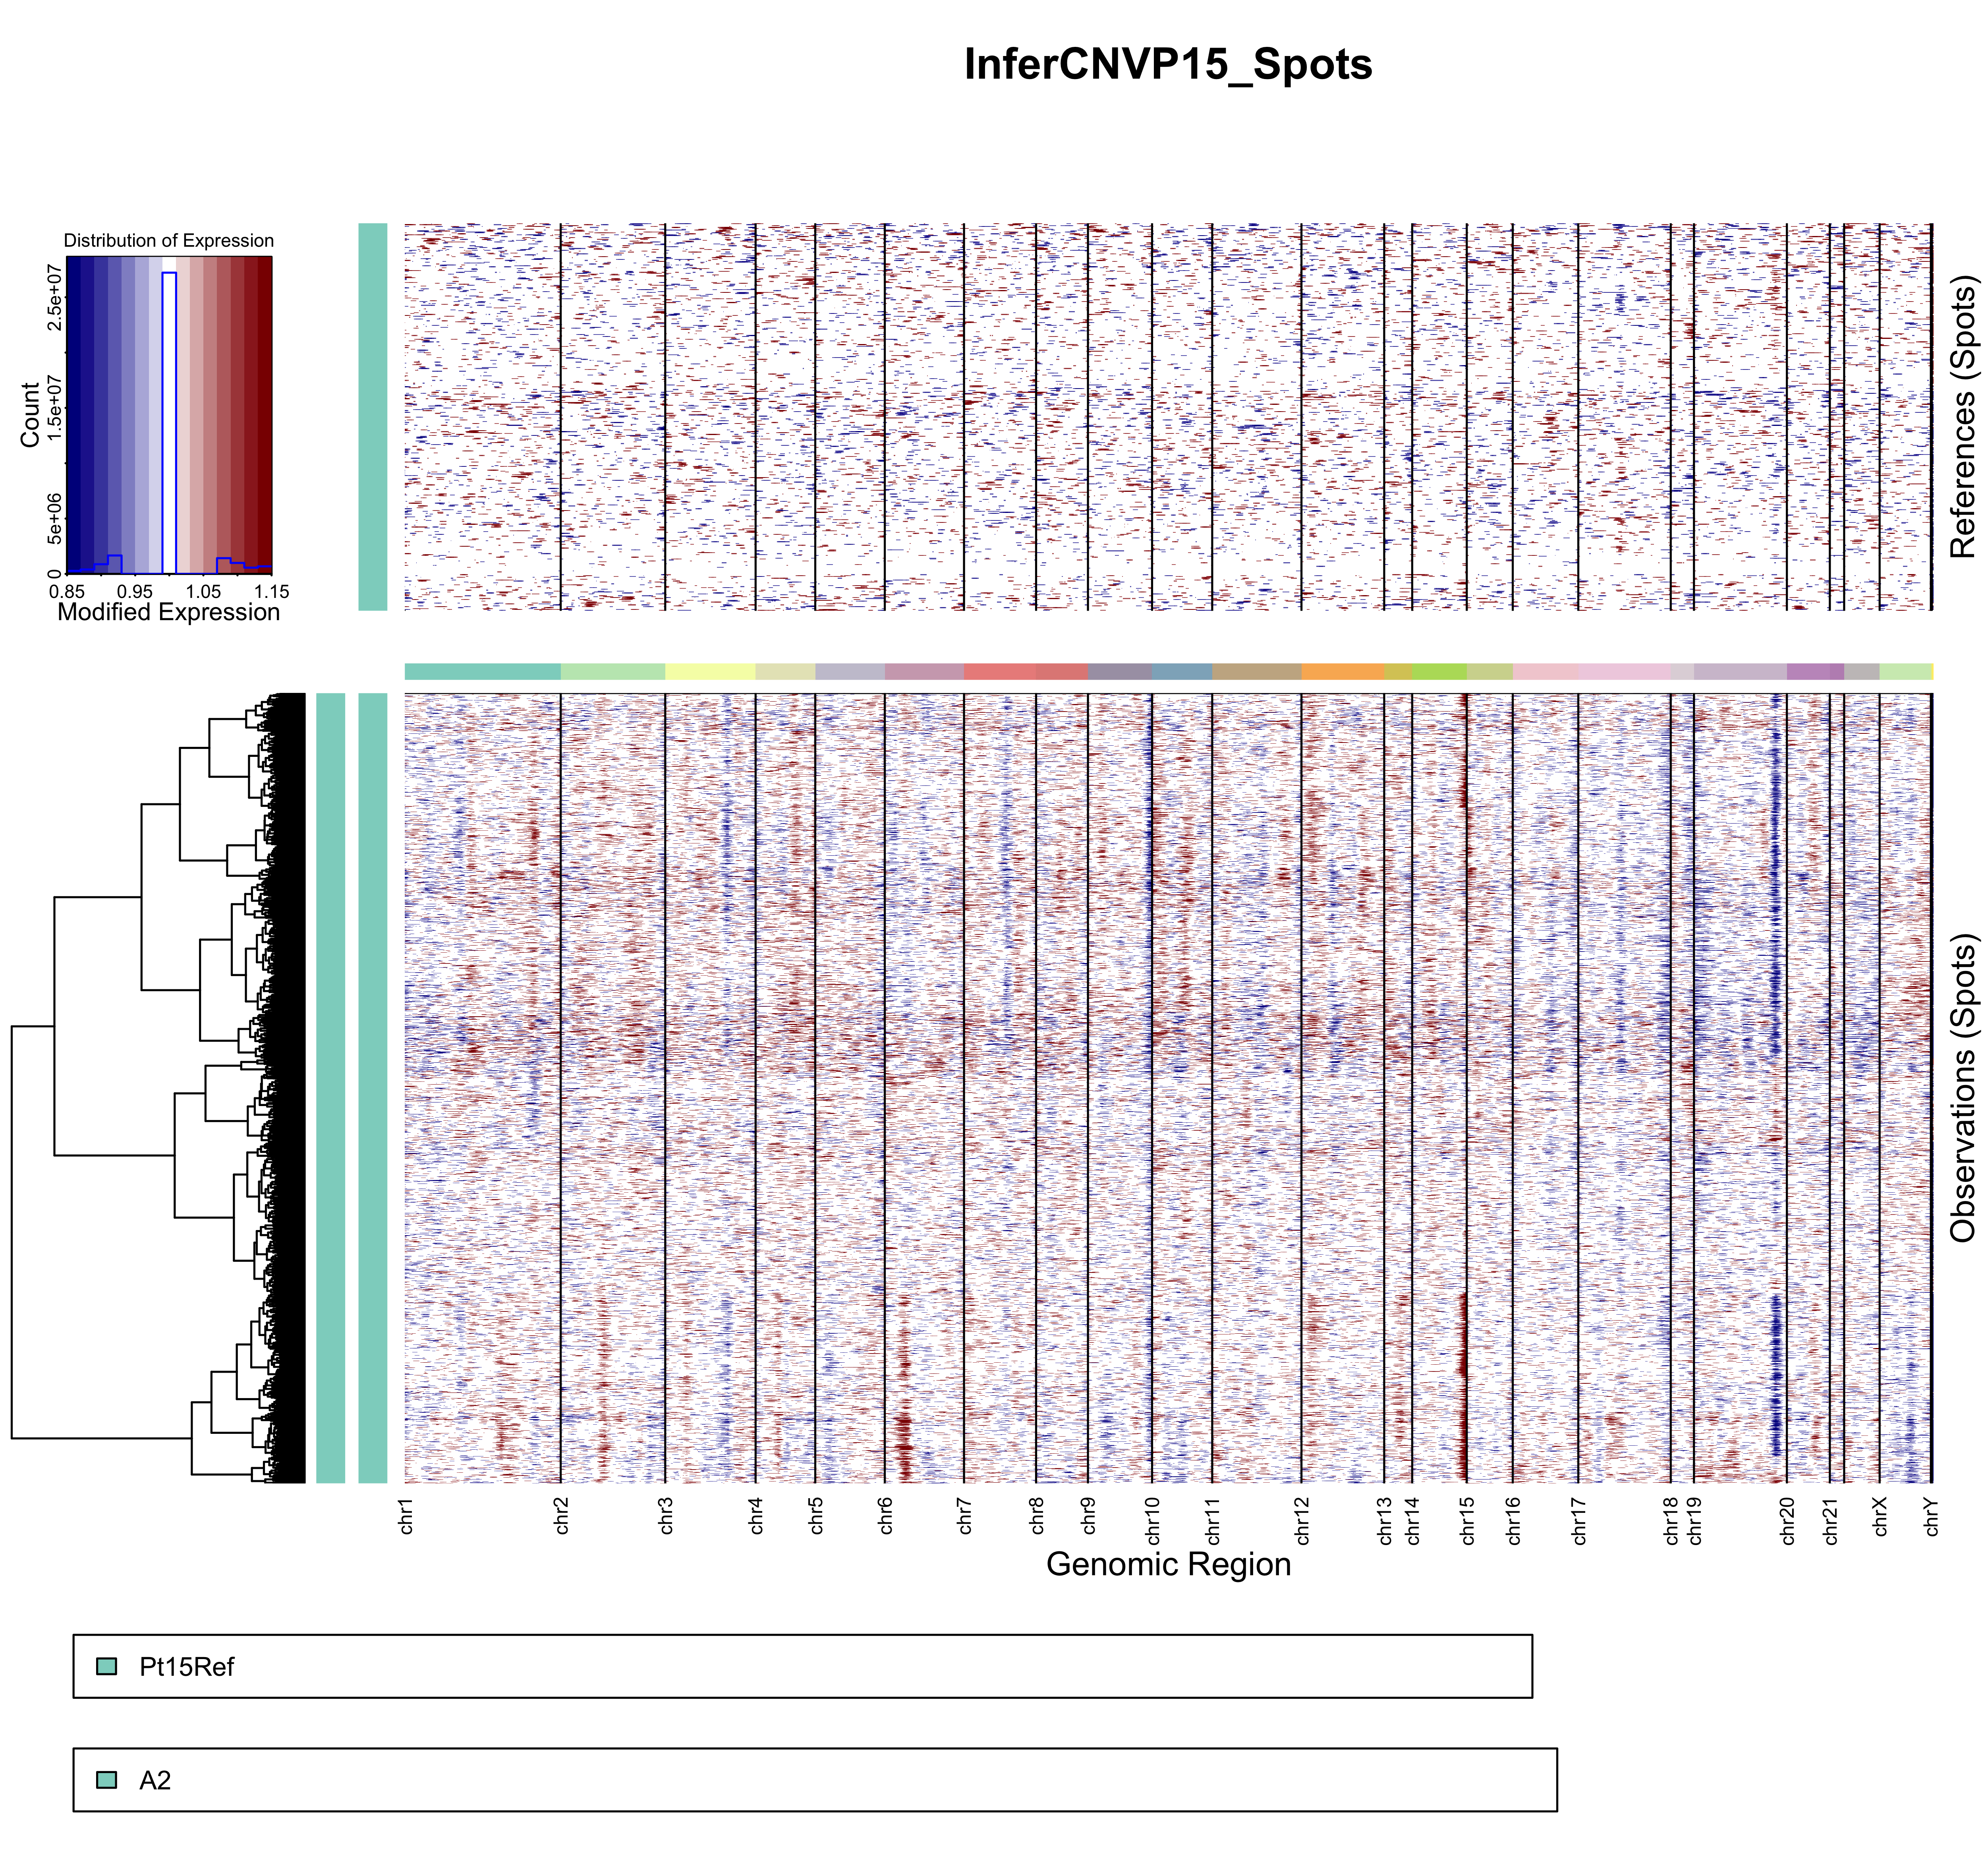 InferCNVP15_Spots
Distribution of Expression
Count
0 5e+06 1.5e+07 2.5e+07
0.85 0.95 1.05 1.15
Modified Expression
References (Spots)
Observations (Spots)
chr1 chr2 chr3 chr4 chr5 chr6 chr7 chr8 chr9 chr10 chr11 chr12 chr13 chr14 chr15 chr16 chr17 chr18 chr19 chr20 chr21 chrX chrY
Genomic Region
Pt15Ref
A2